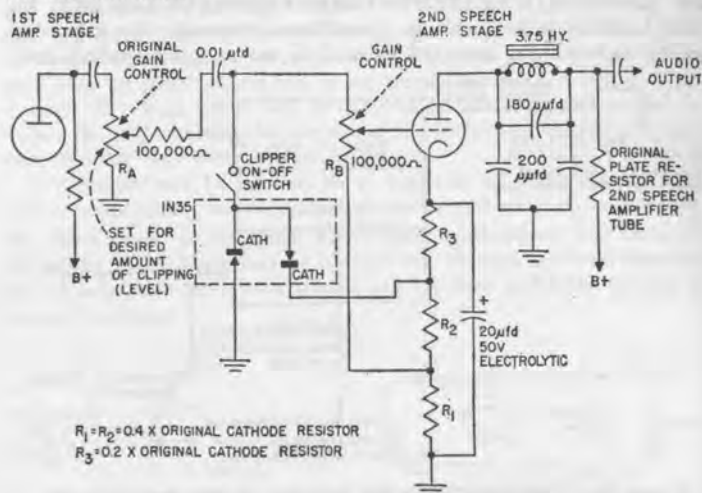 1ST SPEECH
AMP. STAGE
ORIGINAL
GAIN
CONTROL
0.01 µfd
GAIN
CONTROL
2ND SPEECH
AMP. STAGE
3.75 HY.
AUDIO
OUTPUT
180 µµfd
200
µµfd
R_A
100,000Ω
CLIPPER
ON-OFF
SWITCH
R_B
100,000Ω
ORIGINAL
PLATE RE-
SISTOR FOR
2ND SPEECH
AMPLIFIER
TUBE
IN35
SET FOR
DESIRED
AMOUNT
OF CLIPPING
(LEVEL)
CATH
CATH
B+
R₃
R₂
R₁
+
20µfd
50V
ELECTROLYTIC
B+
R₁=R₂=0.4 X ORIGINAL CATHODE RESISTOR
R₃=0.2 X ORIGINAL CATHODE RESISTOR